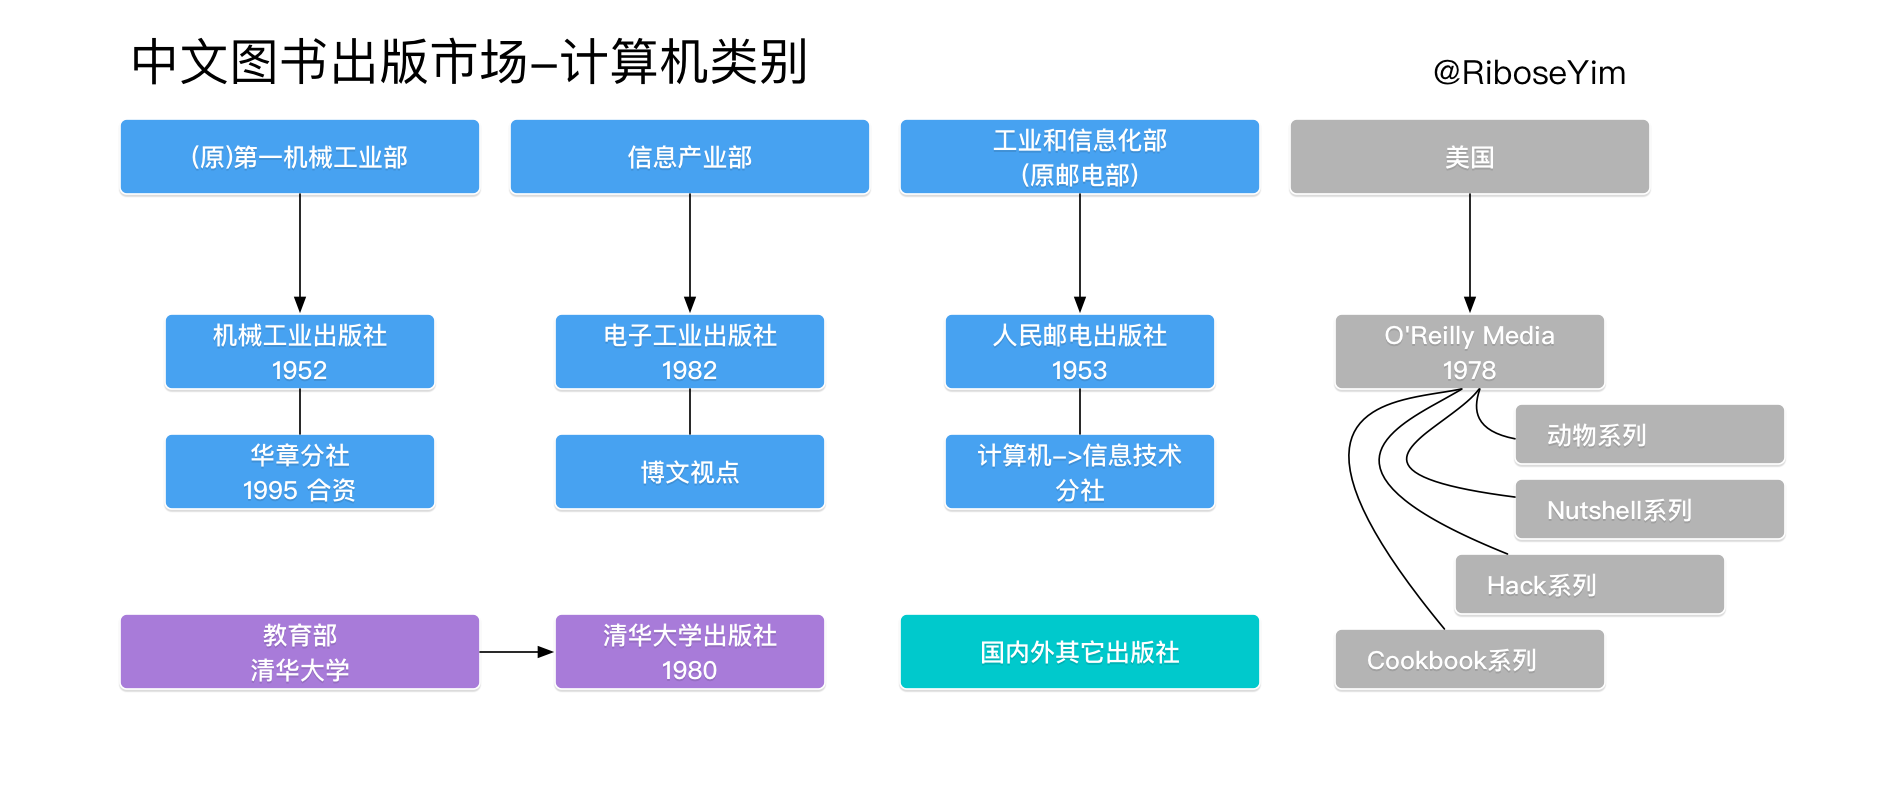 中文图书出版市场–计算机类别
@RiboseYim
(原)第一机械工业部
信息产业部
工业和信息化部
(原邮电部)
美国
机械工业出版社
1952
电子工业出版社
1982
人民邮电出版社
1953
O'Reilly Media
1978
华章分社
1995 合资
博文视点
计算机–>信息技术
分社
动物系列
Nutshell系列
Hack系列
Cookbook系列
教育部
清华大学
清华大学出版社
1980
国内外其它出版社